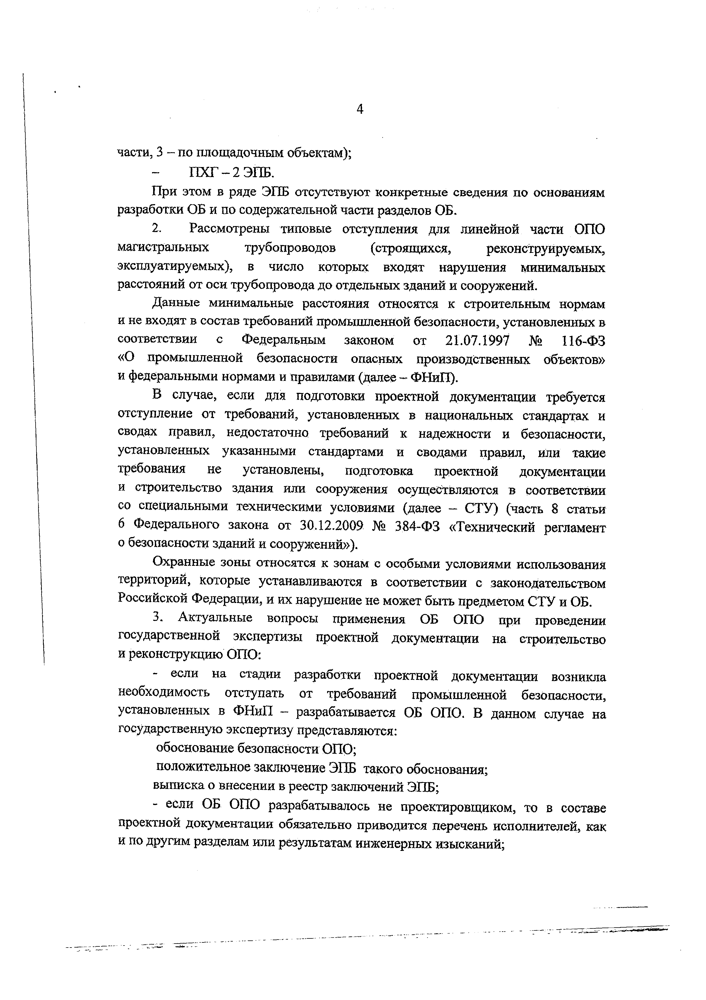 4
части, 3 – по площадочным объектам);
– ПХГ – 2 ЭПБ.
При этом в ряде ЭПБ отсутствуют конкретные сведения по основаниям
разработки ОБ и по содержательной части разделов ОБ.
2. Рассмотрены типовые отступления для линейной части ОПО
магистральных трубопроводов (строящихся, реконструируемых,
эксплуатируемых), в число которых входят нарушения минимальных
расстояний от оси трубопровода до отдельных зданий и сооружений.
Данные минимальные расстояния относятся к строительным нормам
и не входят в состав требований промышленной безопасности, установленных в
соответствии с Федеральным законом от 21.07.1997 № 116-ФЗ
«О промышленной безопасности опасных производственных объектов»
и федеральными нормами и правилами (далее – ФНиП).
В случае, если для подготовки проектной документации требуется
отступление от требований, установленных в национальных стандартах и
сводах правил, недостаточно требований к надежности и безопасности,
установленных указанными стандартами и сводами правил, или такие
требования не установлены, подготовка проектной документации
и строительство здания или сооружения осуществляются в соответствии
со специальными техническими условиями (далее – СТУ) (часть 8 статьи
6 Федерального закона от 30.12.2009 № 384-ФЗ «Технический регламент
о безопасности зданий и сооружений»).
Охранные зоны относятся к зонам с особыми условиями использования
территорий, которые устанавливаются в соответствии с законодательством
Российской Федерации, и их нарушение не может быть предметом СТУ и ОБ.
3. Актуальные вопросы применения ОБ ОПО при проведении
государственной экспертизы проектной документации на строительство
и реконструкцию ОПО:
- если на стадии разработки проектной документации возникла
необходимость отступать от требований промышленной безопасности,
установленных в ФНиП – разрабатывается ОБ ОПО. В данном случае на
государственную экспертизу представляются:
обоснование безопасности ОПО;
положительное заключение ЭПБ такого обоснования;
выписка о внесении в реестр заключений ЭПБ;
- если ОБ ОПО разрабатывалось не проектировщиком, то в составе
проектной документации обязательно приводится перечень исполнителей, как
и по другим разделам или результатам инженерных изысканий;